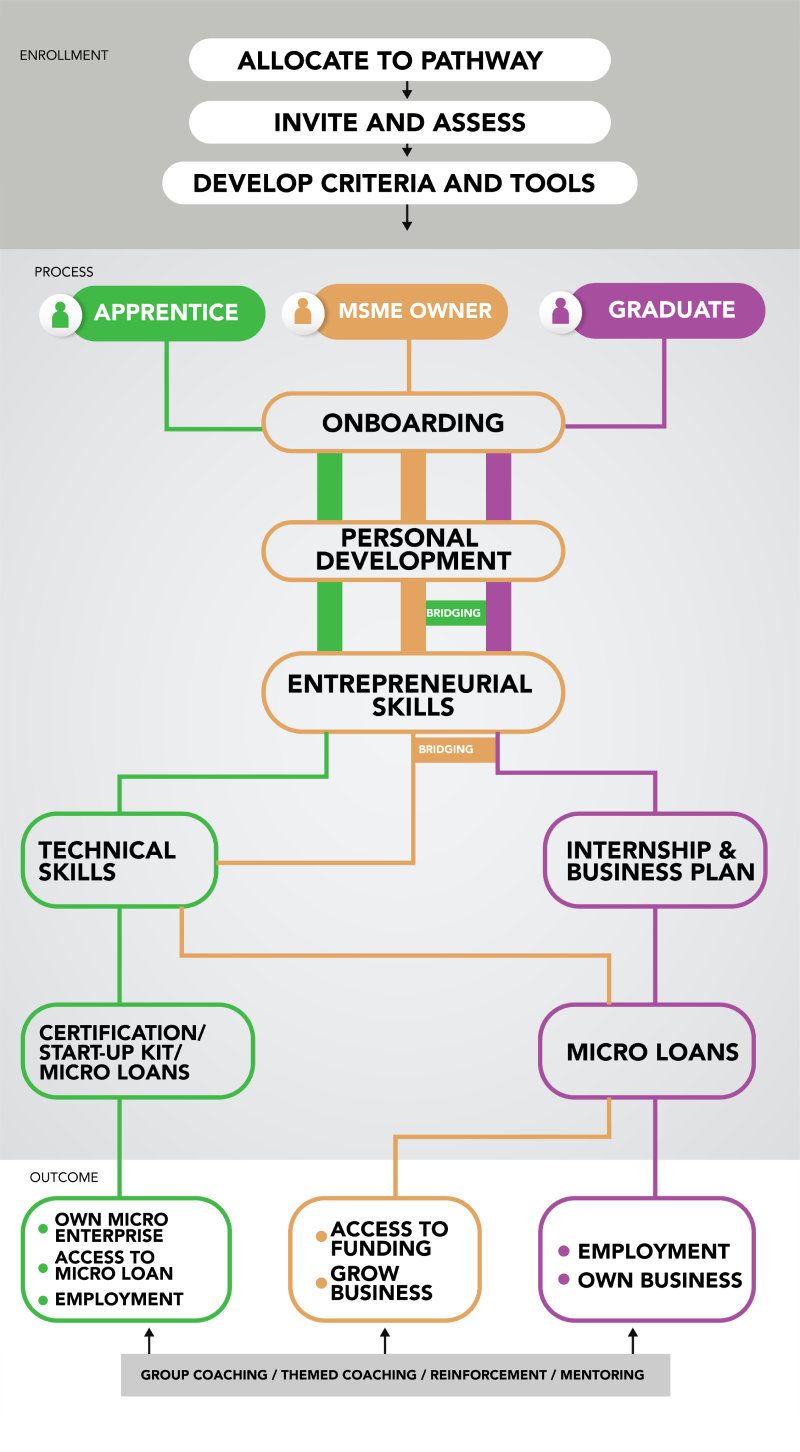 ENROLLMENT
ALLOCATE TO PATHWAY
INVITE AND ASSESS
DEVELOP CRITERIA AND TOOLS
PROCESS
APPRENTICE
MSME OWNER
GRADUATE
ONBOARDING
PERSONAL
DEVELOPMENT
BRIDGING
ENTREPRENEURIAL
SKILLS
BRIDGING
TECHNICAL
SKILLS
INTERNSHIP &
BUSINESS PLAN
CERTIFICATION/
START-UP KIT/
MICRO LOANS
MICRO LOANS
OUTCOME
OWN MICRO
ENTERPRISE
ACCESS TO
MICRO LOAN
EMPLOYMENT
ACCESS TO
FUNDING
GROW
BUSINESS
EMPLOYMENT
OWN BUSINESS
GROUP COACHING / THEMED COACHING / REINFORCEMENT / MENTORING